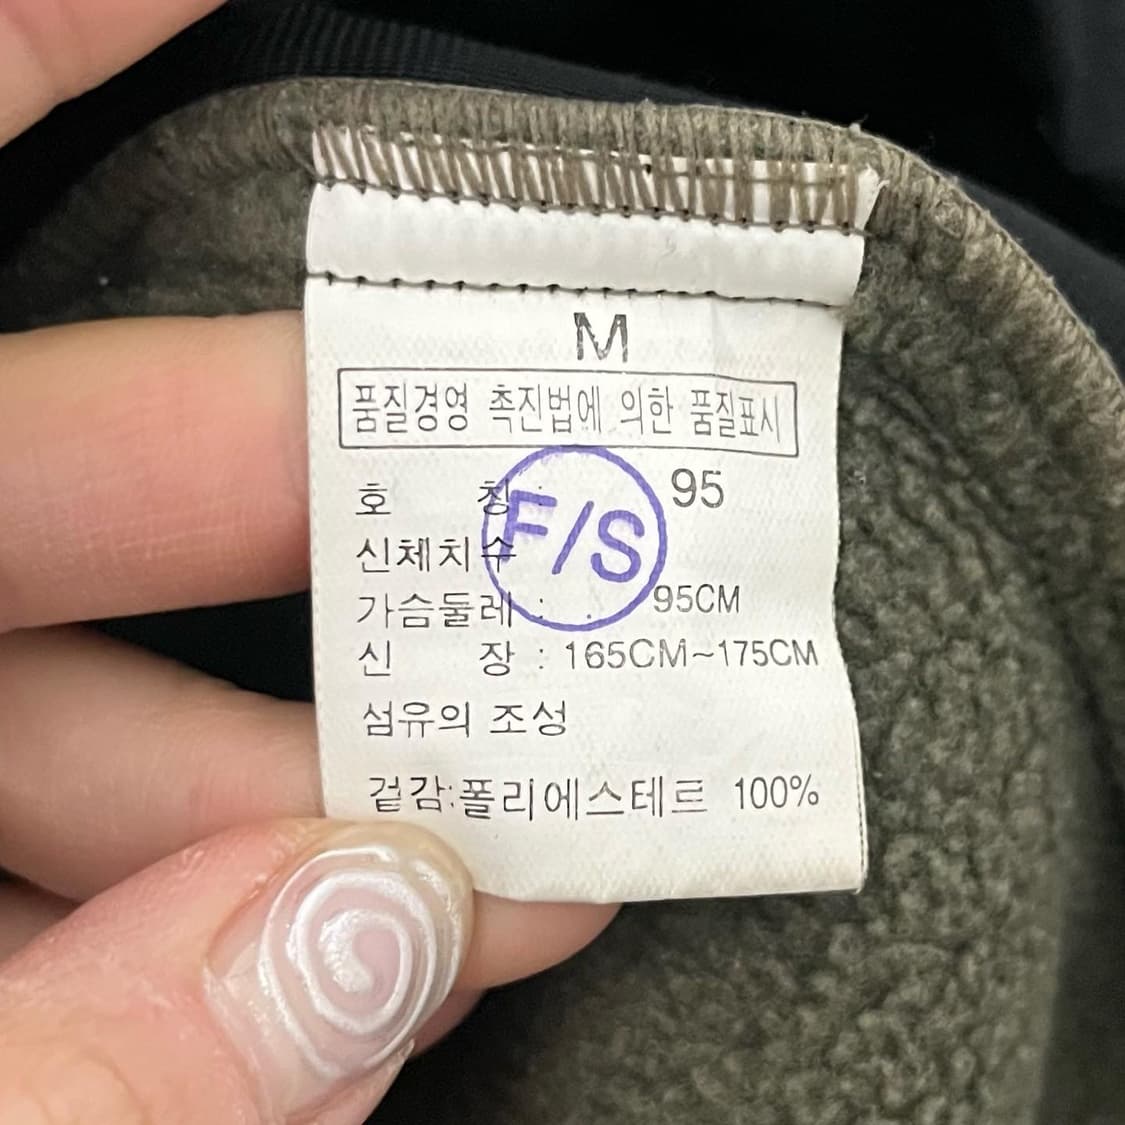 M
품질경영 촉진법에 의한 품질표시
호 칭 : 95
F/S
신체치수
가슴둘레 : 95CM
신 장 : 165CM~175CM
섬유의 조성
겉감:폴리에스테르 100%